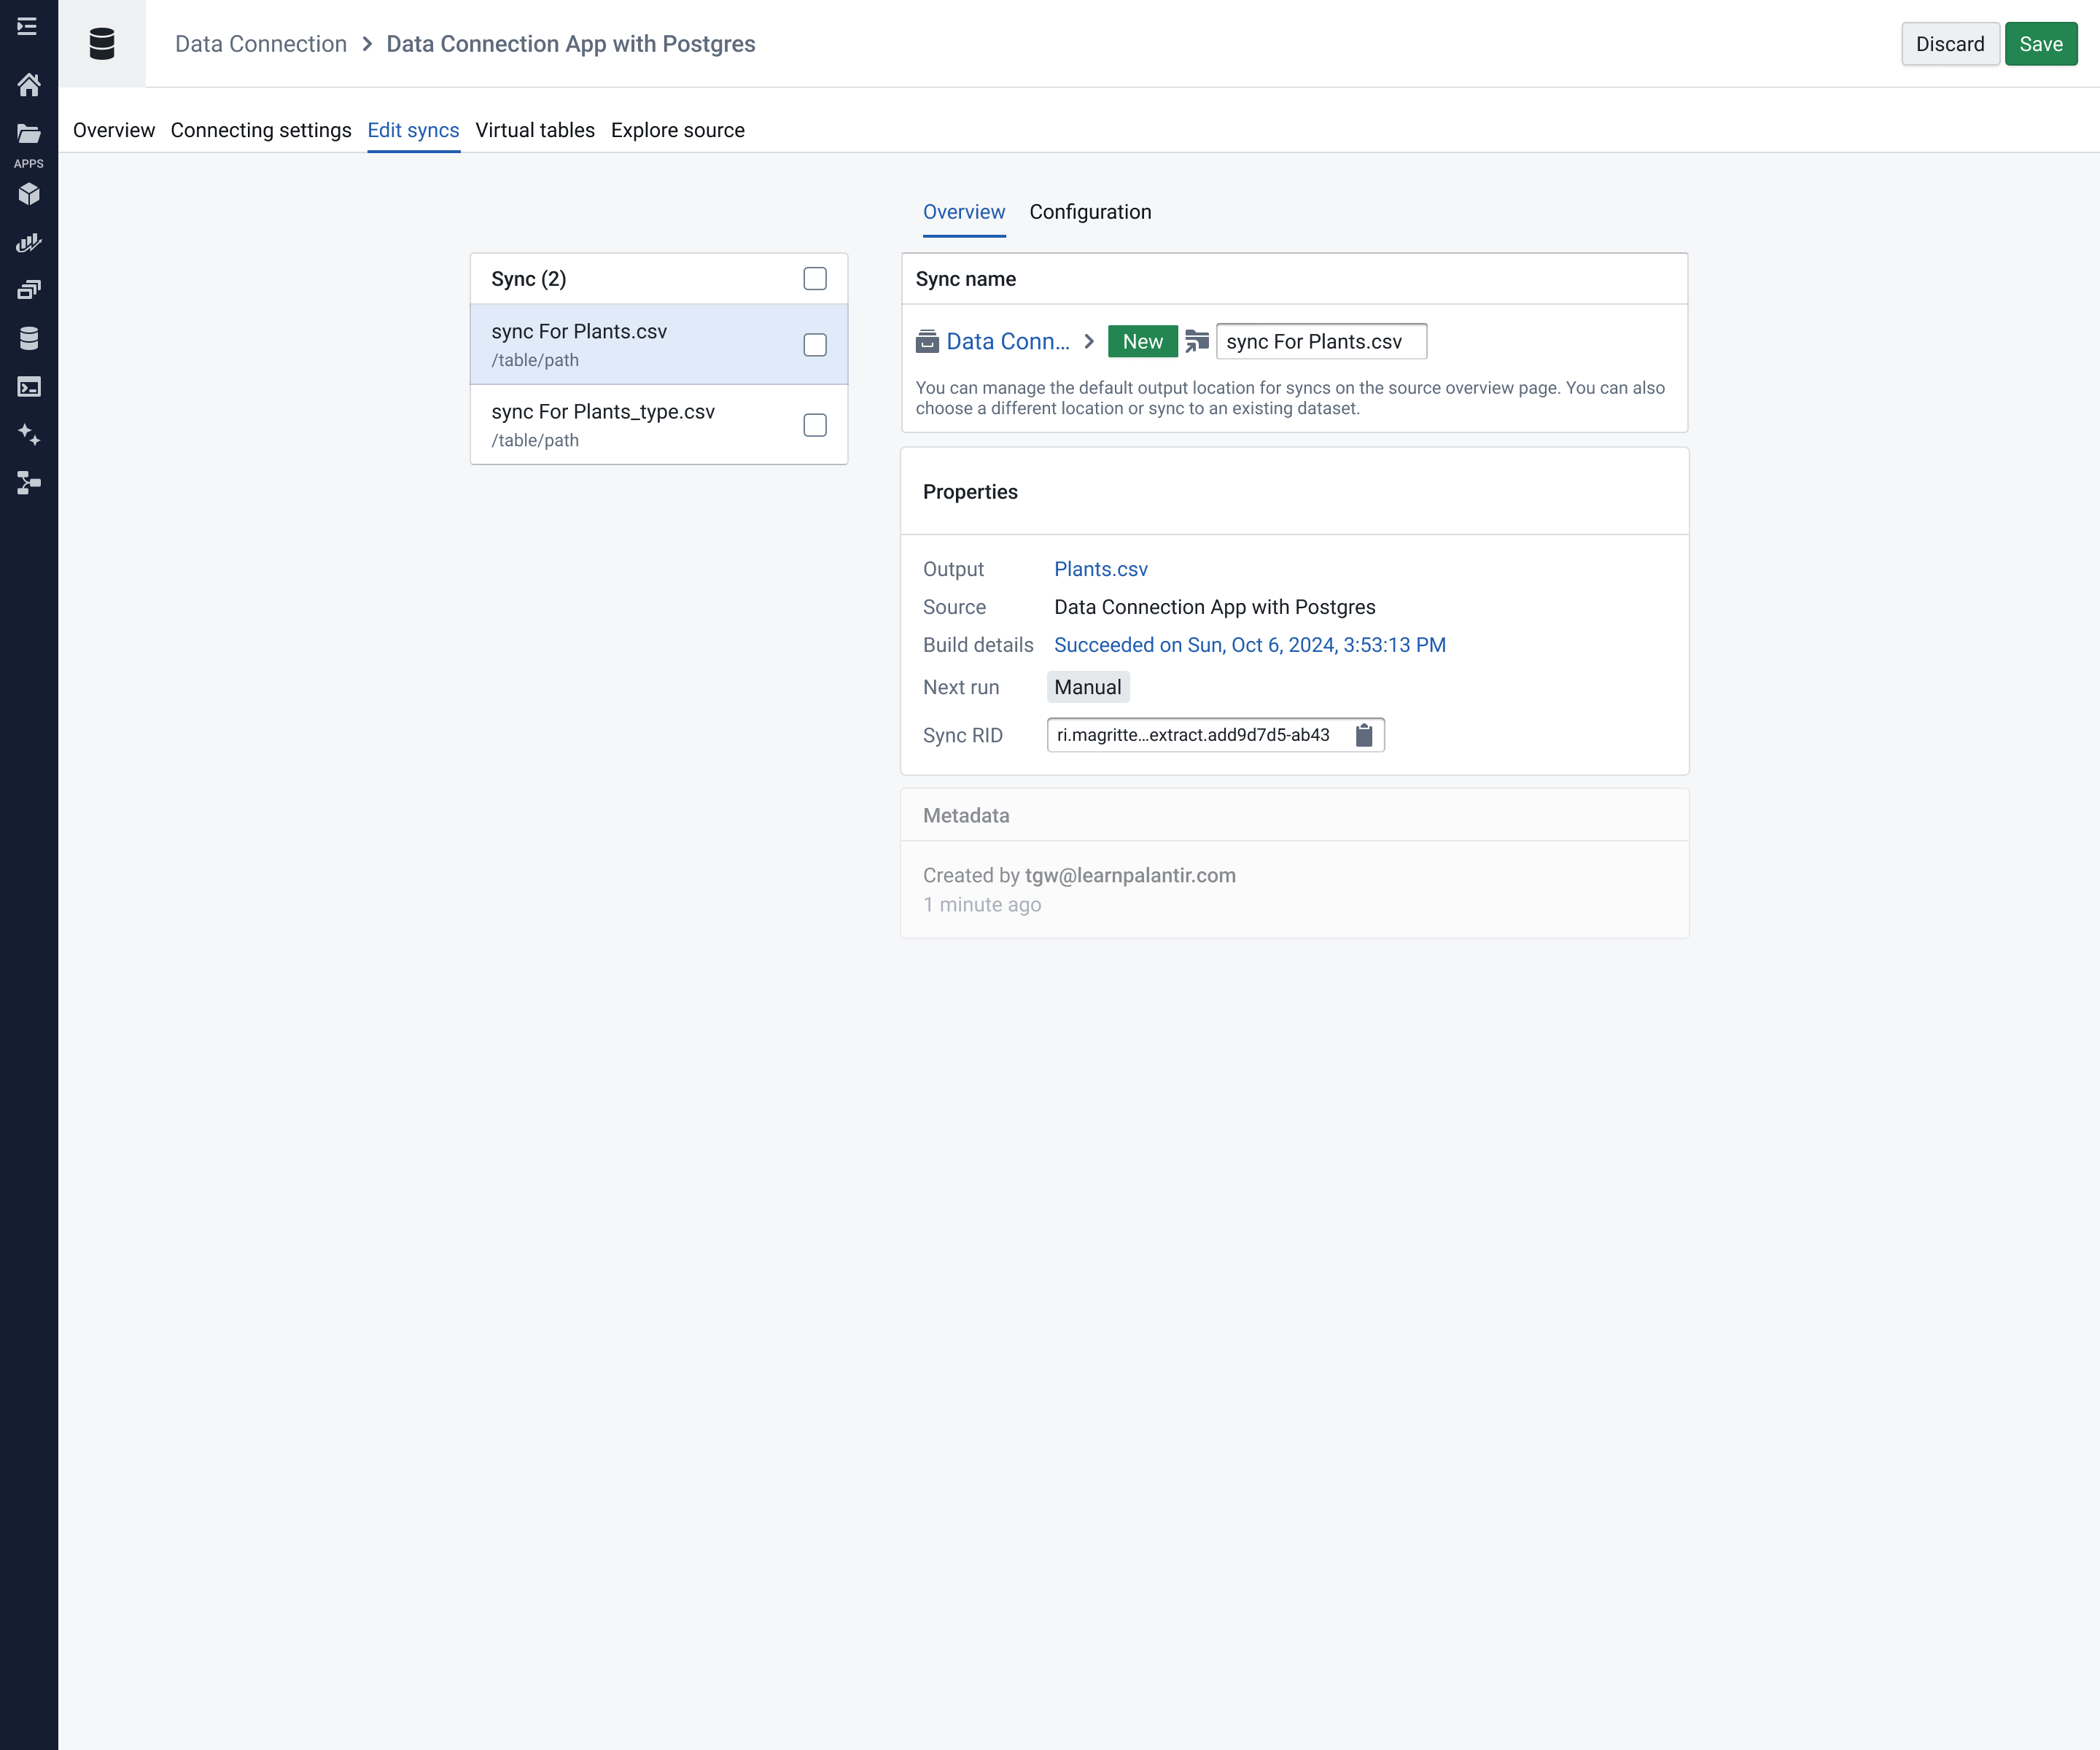 Data Connection > Data Connection App with Postgres
Discard
Save
Overview
Connecting settings
Edit syncs
Virtual tables
Explore source
APPS
Overview
Configuration
Sync (2)
sync For Plants.csv
/table/path
sync For Plants_type.csv
/table/path
Sync name
Data Conn... > New sync For Plants.csv
You can manage the default output location for syncs on the source overview page. You can also
choose a different location or sync to an existing dataset.
Properties
Output Plants.csv
Source Data Connection App with Postgres
Build details Succeeded on Sun, Oct 6, 2024, 3:53:13 PM
Next run Manual
Sync RID ri.magritte...extract.add9d7d5-ab43
Metadata
Created by tgw@learnpalantir.com
1 minute ago